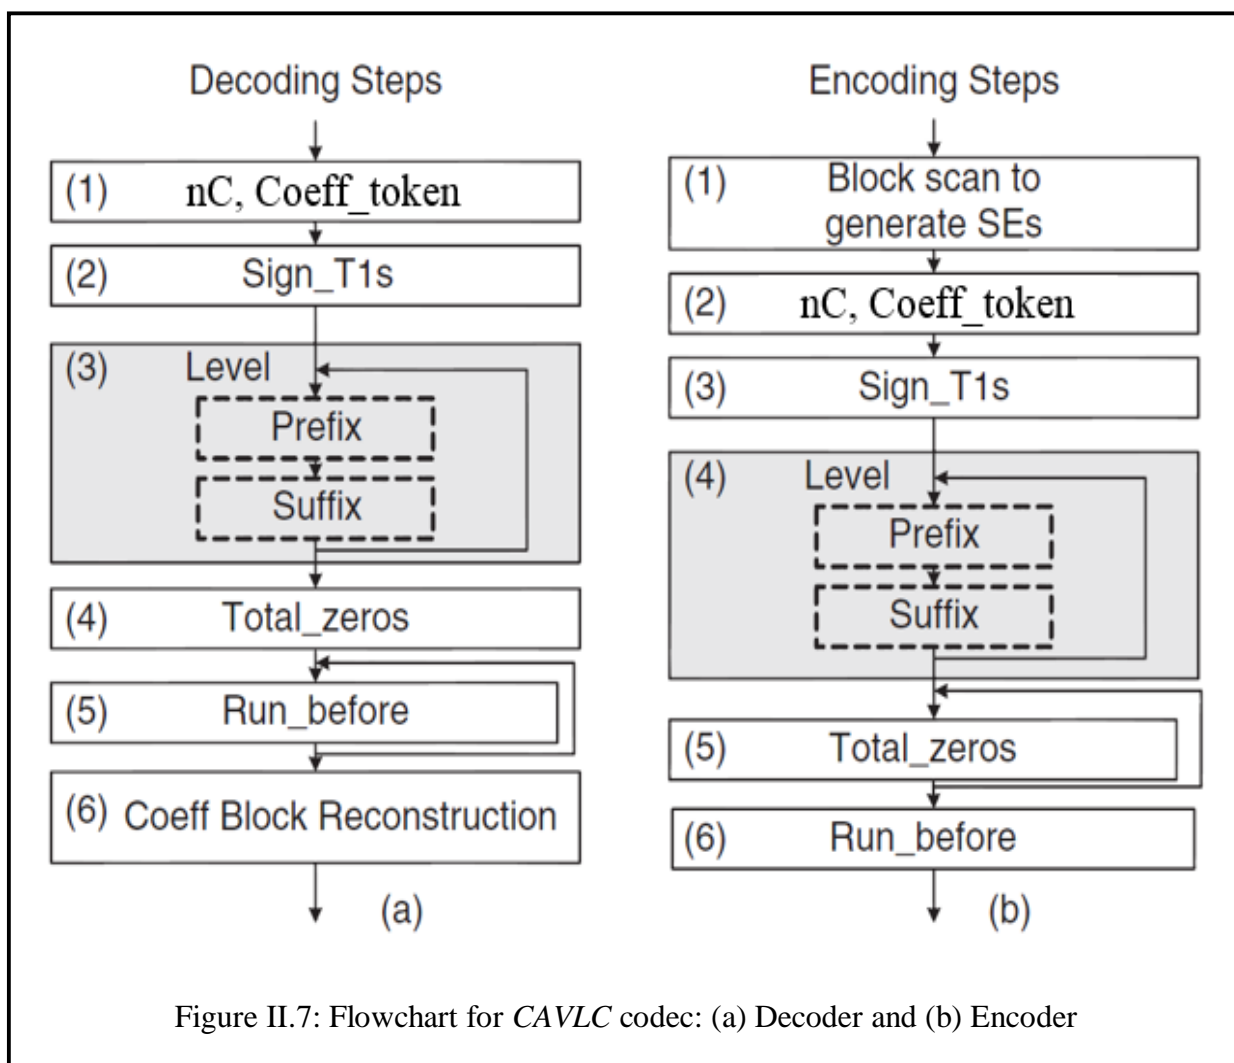 Decoding Steps
(1) nC, Coeff_token
(2) Sign_T1s
(3) Level
Prefix
Suffix
(4) Total_zeros
(5) Run_before
(6) Coeff Block Reconstruction
(a)
Encoding Steps
(1) Block scan to
generate SEs
(2) nC, Coeff_token
(3) Sign_T1s
(4) Level
Prefix
Suffix
(5) Total_zeros
(6) Run_before
(b)
Figure II.7: Flowchart for CAVLC codec: (a) Decoder and (b) Encoder